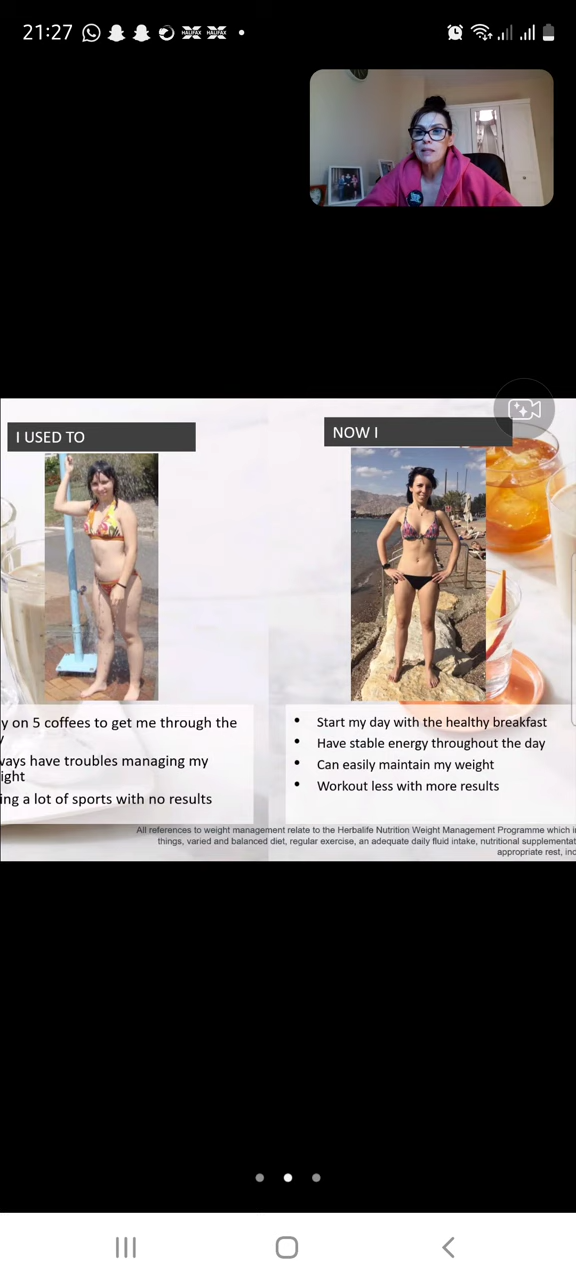 21:27
HALIFAX HALIFAX
I USED TO
NOW I
y on 5 coffees to get me through the
y
ways have troubles managing my
ight
ing a lot of sports with no results
• Start my day with the healthy breakfast
• Have stable energy throughout the day
• Can easily maintain my weight
• Workout less with more results
All references to weight management relate to the Herbalife Nutrition Weight Management Programme which i
things, varied and balanced diet, regular exercise, an adequate daily fluid intake, nutritional supplementat
appropriate rest, inc